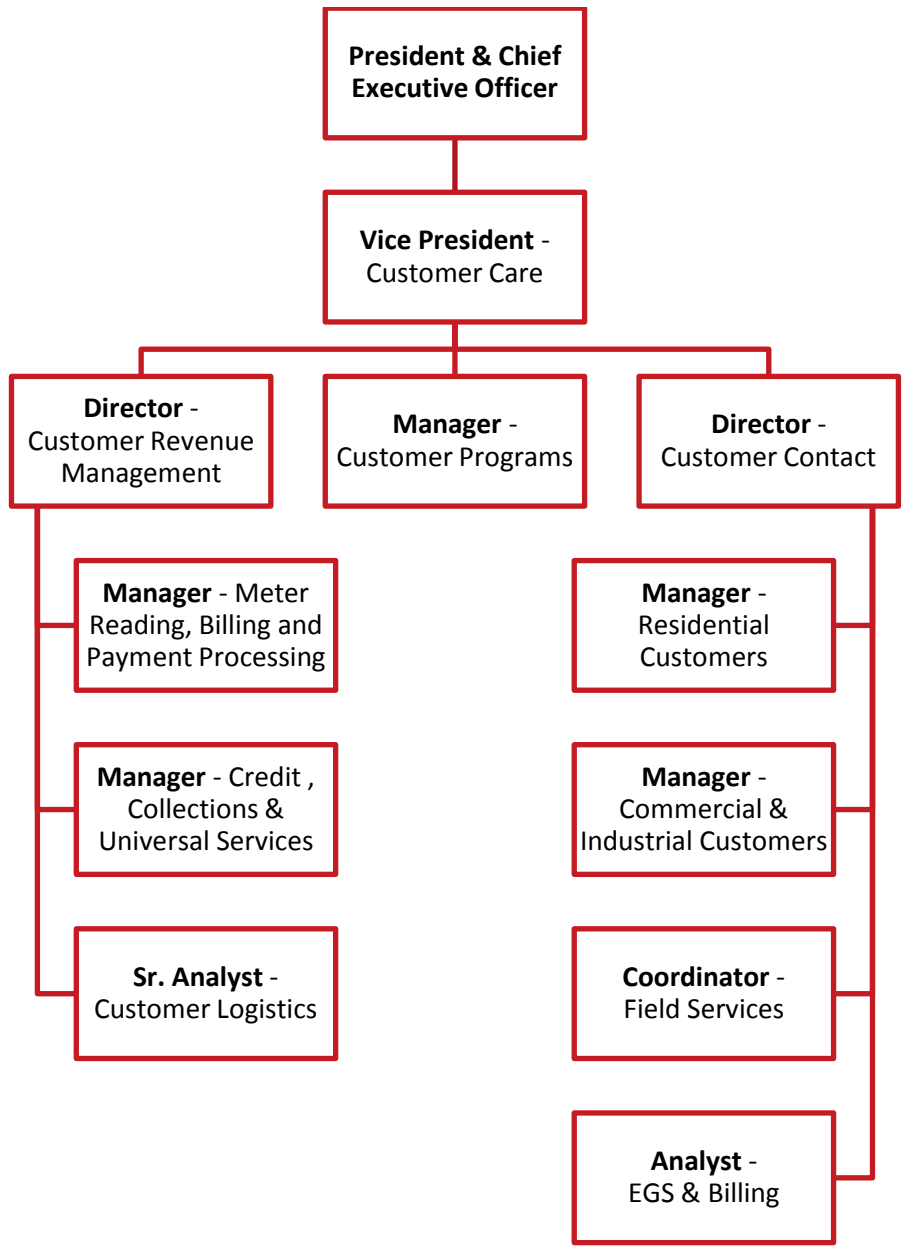 President & Chief
Executive Officer
Vice President -
Customer Care
Director -
Customer Revenue
Management
Manager -
Customer Programs
Director -
Customer Contact
Manager - Meter
Reading, Billing and
Payment Processing
Manager - Credit ,
Collections &
Universal Services
Sr. Analyst -
Customer Logistics
Manager -
Residential
Customers
Manager -
Commercial &
Industrial Customers
Coordinator -
Field Services
Analyst -
EGS & Billing